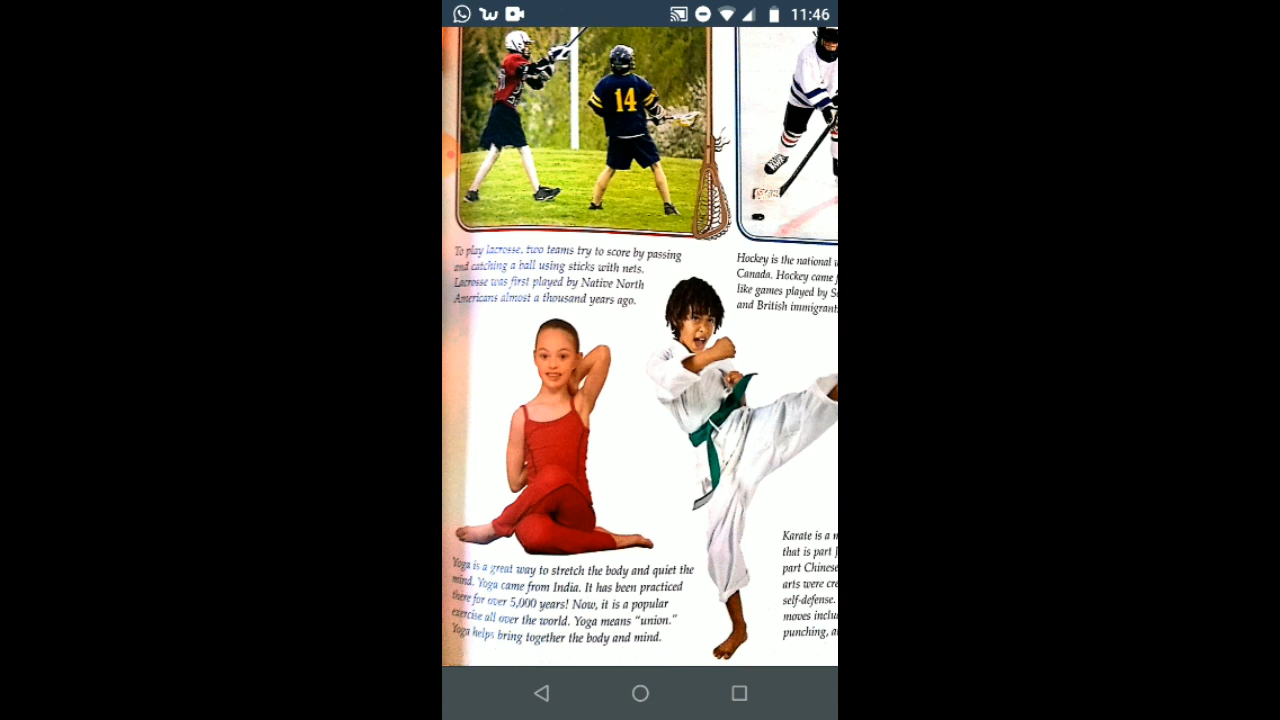 11:46
14
To play lacrosse, two teams try to score by passing
and catching a ball using sticks with nets.
Lacrosse was first played by Native North
Americans almost a thousand years ago.
Hockey is the national
Canada. Hockey came
like games played by
and British
Yoga is a great way to stretch the body and quiet the
mind. Yoga came from India. It has been practiced
there for over 5,000 years! Now, it is a popular
exercise all over the world. Yoga means “union.”
Yoga helps bring together the body and mind.
Karate is a
that is part
part Chinese
arts were
self-defense.
moves
punching,